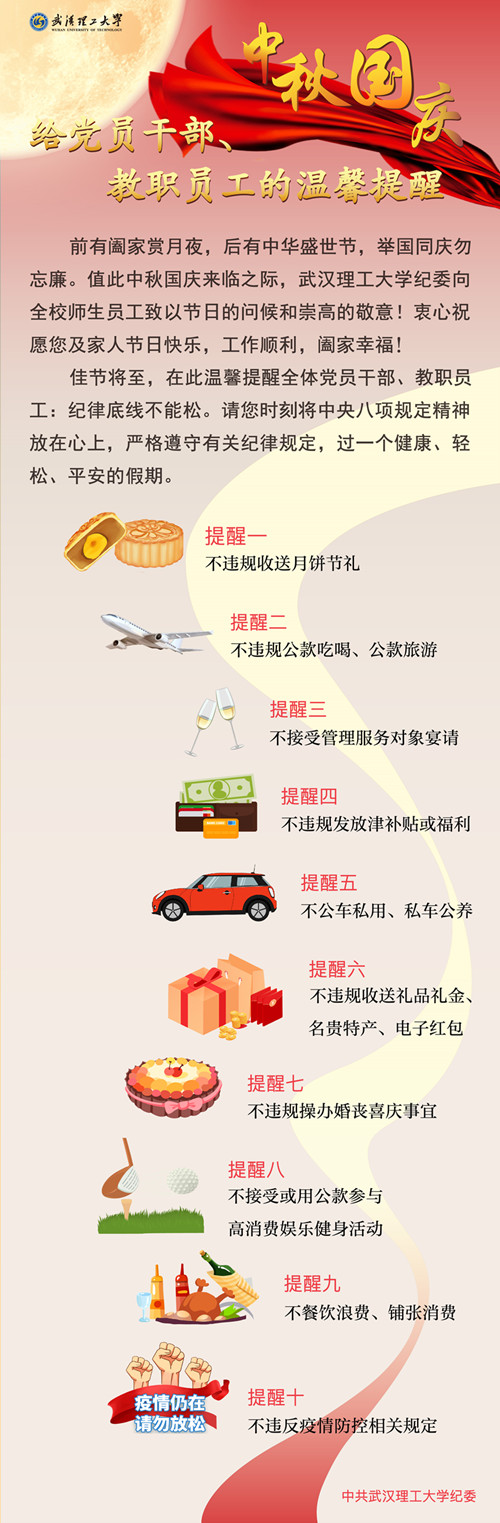 武汉理工大学
WUHAN UNIVERSITY OF TECHNOLOGY
中秋国庆
给党员干部、
教职员工的温馨提醒
前有阖家赏月夜，后有中华盛世节，举国同庆勿
忘廉。值此中秋国庆来临之际，武汉理工大学纪委向
全校师生员工致以节日的问候和崇高的敬意！衷心祝
愿您及家人节日快乐，工作顺利，阖家幸福！
佳节将至，在此温馨提醒全体党员干部、教职员
工：纪律底线不能松。请您时刻将中央八项规定精神
放在心上，严格遵守有关纪律规定，过一个健康、轻
松、平安的假期。
提醒一
不违规收送月饼节礼
提醒二
不违规公款吃喝、公款旅游
提醒三
不接受管理服务对象宴请
提醒四
不违规发放津补贴或福利
提醒五
不公车私用、私车公养
提醒六
不违规收送礼品礼金、
名贵特产、电子红包
提醒七
不违规操办婚丧喜庆事宜
提醒八
不接受或用公款参与
高消费娱乐健身活动
提醒九
不餐饮浪费、铺张消费
疫情仍在
请勿放松
提醒十
不违反疫情防控相关规定
中共武汉理工大学纪委